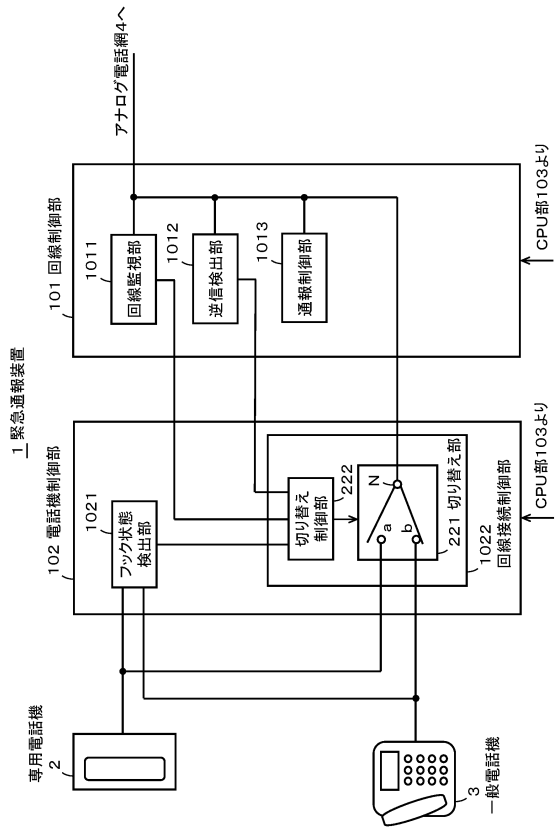 1 緊急通報装置
専用電話機
2
3
一般電話機
102 電話機制御部
1021
フック状態
検出部
切り替え
制御部
222
N
a
b
221 切り替え部
1022
回線接続制御部
CPU部103より
101 回線制御部
1011
回線監視部
1012
逆信検出部
1013
通報制御部
CPU部103より
アナログ電話網4へ